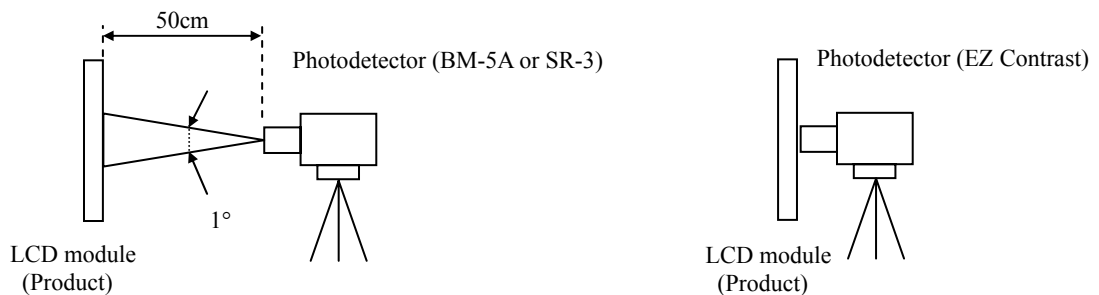 50cm
Photodetector (BM-5A or SR-3)
1°
LCD module
(Product)
Photodetector (EZ Contrast)
LCD module
(Product)